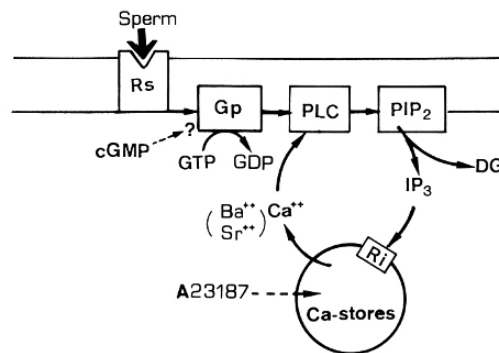 Sperm
Rs
Gp
PLC
PIP₂
?
cGMP
GTP
GDP
DG
IP₃
(Ba⁺⁺
Sr⁺⁺)
Ca⁺⁺
Ri
A23187
Ca-stores